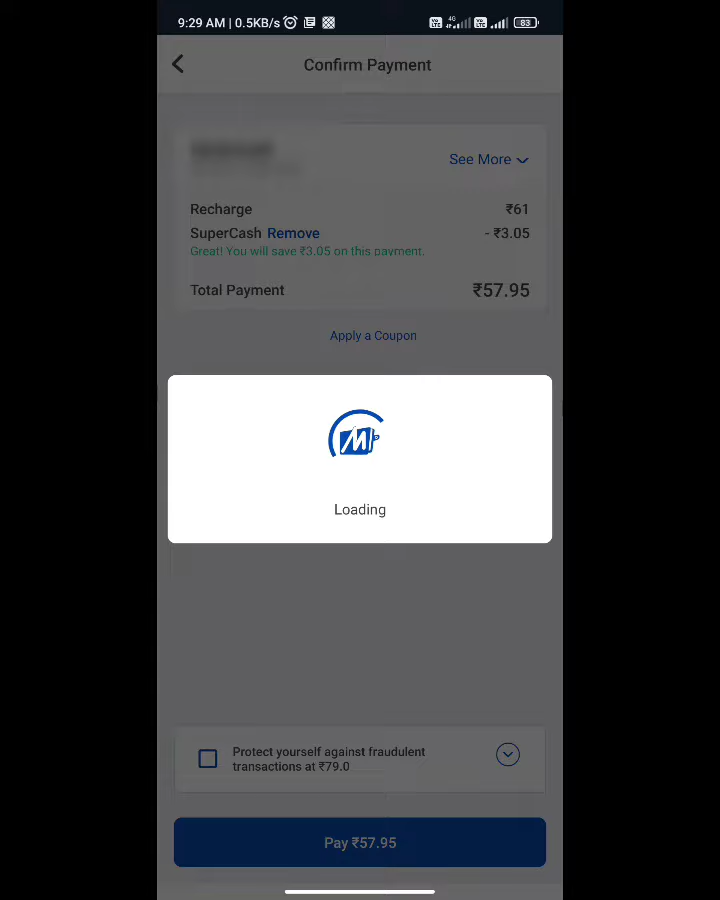 9:29 AM | 0.5KB/s
4G
83
Confirm Payment
See More
Recharge ₹61
SuperCash Remove - ₹3.05
Great! You will save ₹3.05 on this payment.
Total Payment ₹57.95
Apply a Coupon
M
Loading
Protect yourself against fraudulent
transactions at ₹79.0
Pay ₹57.95